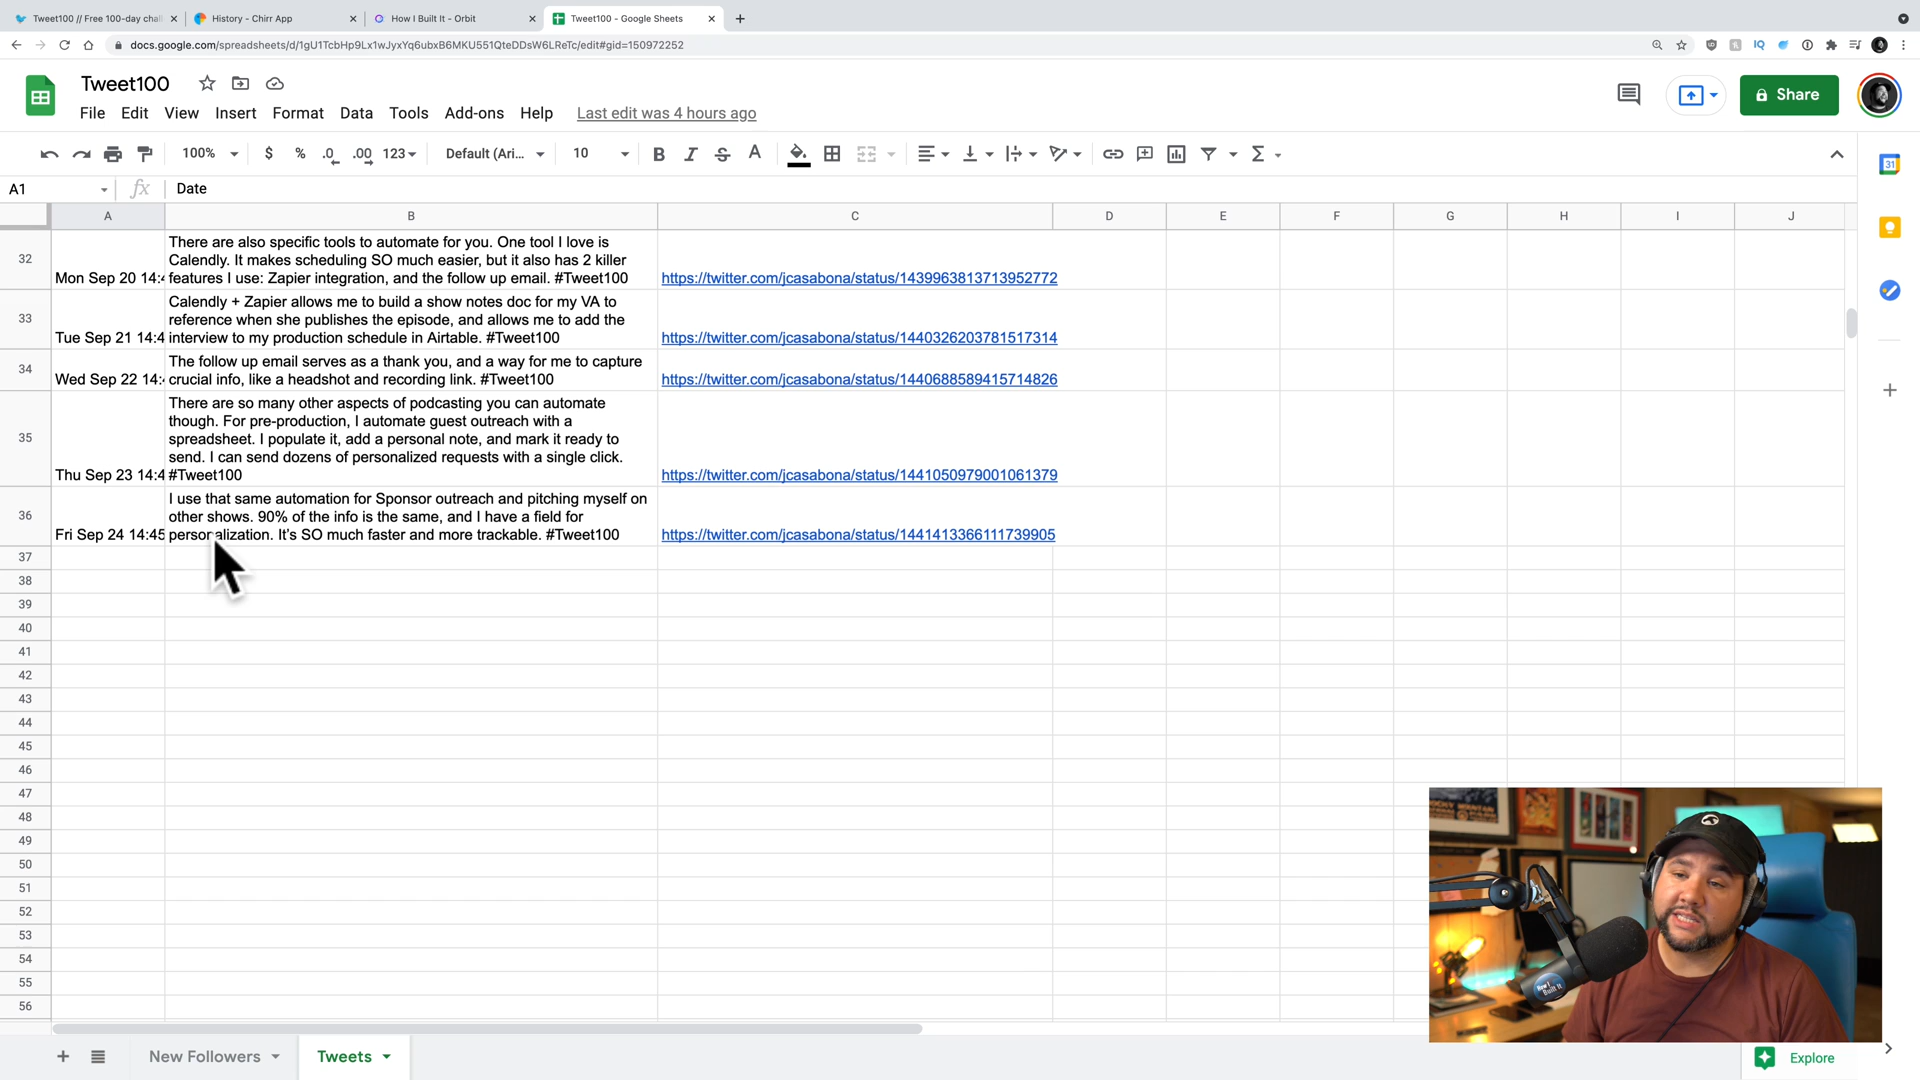 Tweet100 // Free 100-day chal
History - Chirr App
How I Built It - Orbit
Tweet100 - Google Sheets
docs.google.com/spreadsheets/d/1gU1TcbHp9Lx1wJyxYq6ubxB6MKU551QteDDsW6LReTc/edit#gid=150972252
Tweet100
File Edit View Insert Format Data Tools Add-ons Help Last edit was 4 hours ago
Share
100% $ % .0 .00 123 Default (Ari... 10 B I S A
A1 fx Date
A B C D E F G H I J
32
There are also specific tools to automate for you. One tool I love is
Calendly. It makes scheduling SO much easier, but it also has 2 killer
Mon Sep 20 14:4 features I use: Zapier integration, and the follow up email. #Tweet100 https://twitter.com/jcasabona/status/1439963813713952772
33
Calendly + Zapier allows me to build a show notes doc for my VA to
reference when she publishes the episode, and allows me to add the
Tue Sep 21 14:4 interview to my production schedule in Airtable. #Tweet100 https://twitter.com/jcasabona/status/1440326203781517314
34
The follow up email serves as a thank you, and a way for me to capture
Wed Sep 22 14: crucial info, like a headshot and recording link. #Tweet100 https://twitter.com/jcasabona/status/1440688589415714826
35
There are so many other aspects of podcasting you can automate
though. For pre-production, I automate guest outreach with a
spreadsheet. I populate it, add a personal note, and mark it ready to
send. I can send dozens of personalized requests with a single click.
Thu Sep 23 14:4 #Tweet100 https://twitter.com/jcasabona/status/1441050979001061379
36
I use that same automation for Sponsor outreach and pitching myself on
other shows. 90% of the info is the same, and I have a field for
Fri Sep 24 14:45 personalization. It's SO much faster and more trackable. #Tweet100 https://twitter.com/jcasabona/status/1441413366111739905
37
38
39
40
41
42
43
44
45
46
47
48
49
50
51
52
53
54
55
56
How I
Built It
New Followers Tweets Explore